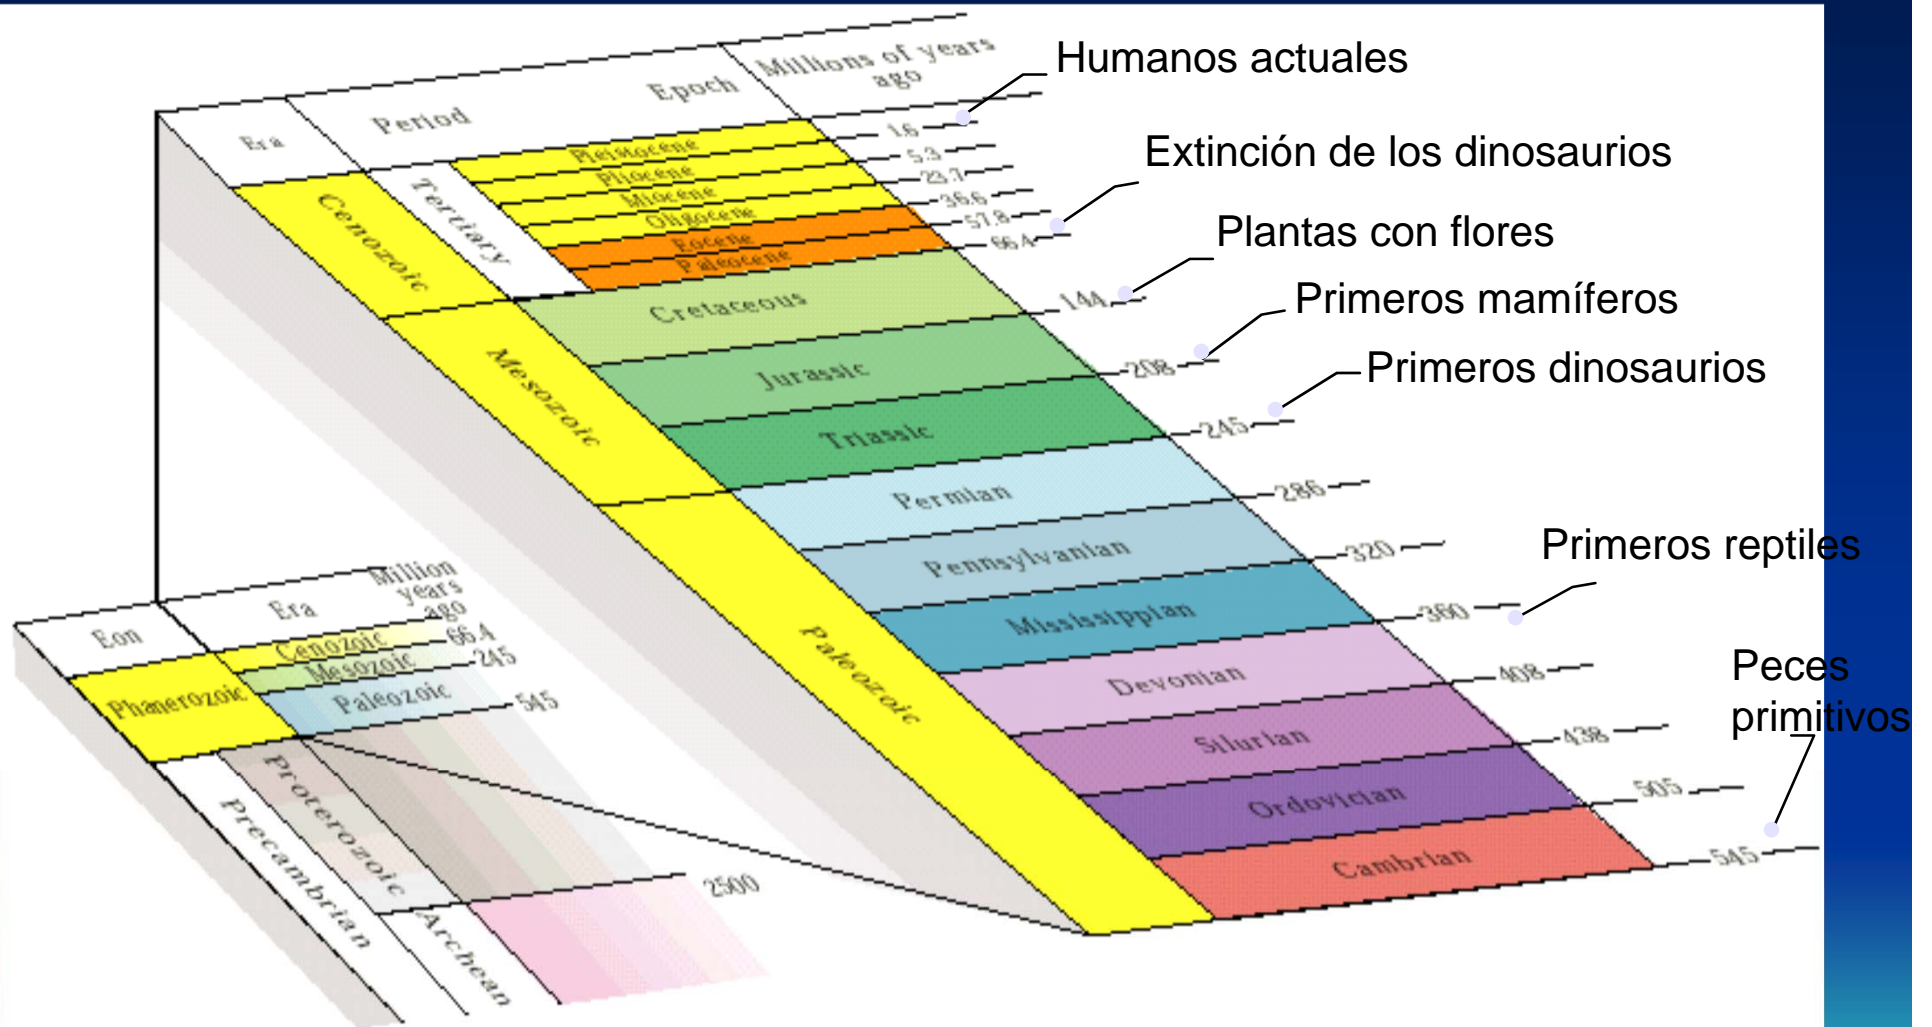 Era
Period
Epoch
Millions of years
ago
Humanos actuales
Cenozoic
Tertiary
Pleistocene
1.6
Pliocene
5.3
Miocene
23.7
Oligocene
36.6
Eocene
57.8
Paleocene
66.4
Extinción de los dinosaurios
Mesozoic
Cretaceous
144
Plantas con flores
Jurassic
208
Primeros mamíferos
Triassic
245
Primeros dinosaurios
Paleozoic
Permian
286
Pennsylvanian
320
Mississippian
360
Primeros reptiles
Devonian
408
Silurian
438
Ordovician
505
Cambrian
545
Peces
primitivos
Eon
Era
Million
years
ago
Phanerozoic
Cenozoic
66.4
Mesozoic
245
Paleozoic
545
Precambrian
Proterozoic
2500
Archean